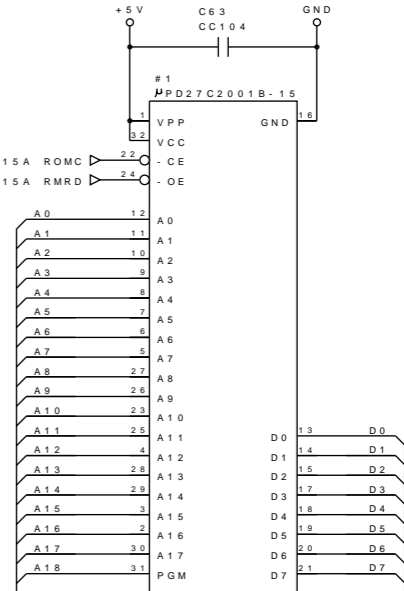 +5V C63 GND
CC104
#1
μPD27C2001B-15
1 VPP GND 16
32 VCC
15A ROMC 22 -CE
15A RMRD 24 -OE
A0 12 A0
A1 11 A1
A2 10 A2
A3 9 A3
A4 8 A4
A5 7 A5
A6 6 A6
A7 5 A7
A8 27 A8
A9 26 A9
A10 23 A10
A11 25 A11 D0 13 D0
A12 4 A12 D1 14 D1
A13 28 A13 D2 15 D2
A14 29 A14 D3 17 D3
A15 3 A15 D4 18 D4
A16 2 A16 D5 19 D5
A17 30 A17 D6 20 D6
A18 31 PGM D7 21 D7